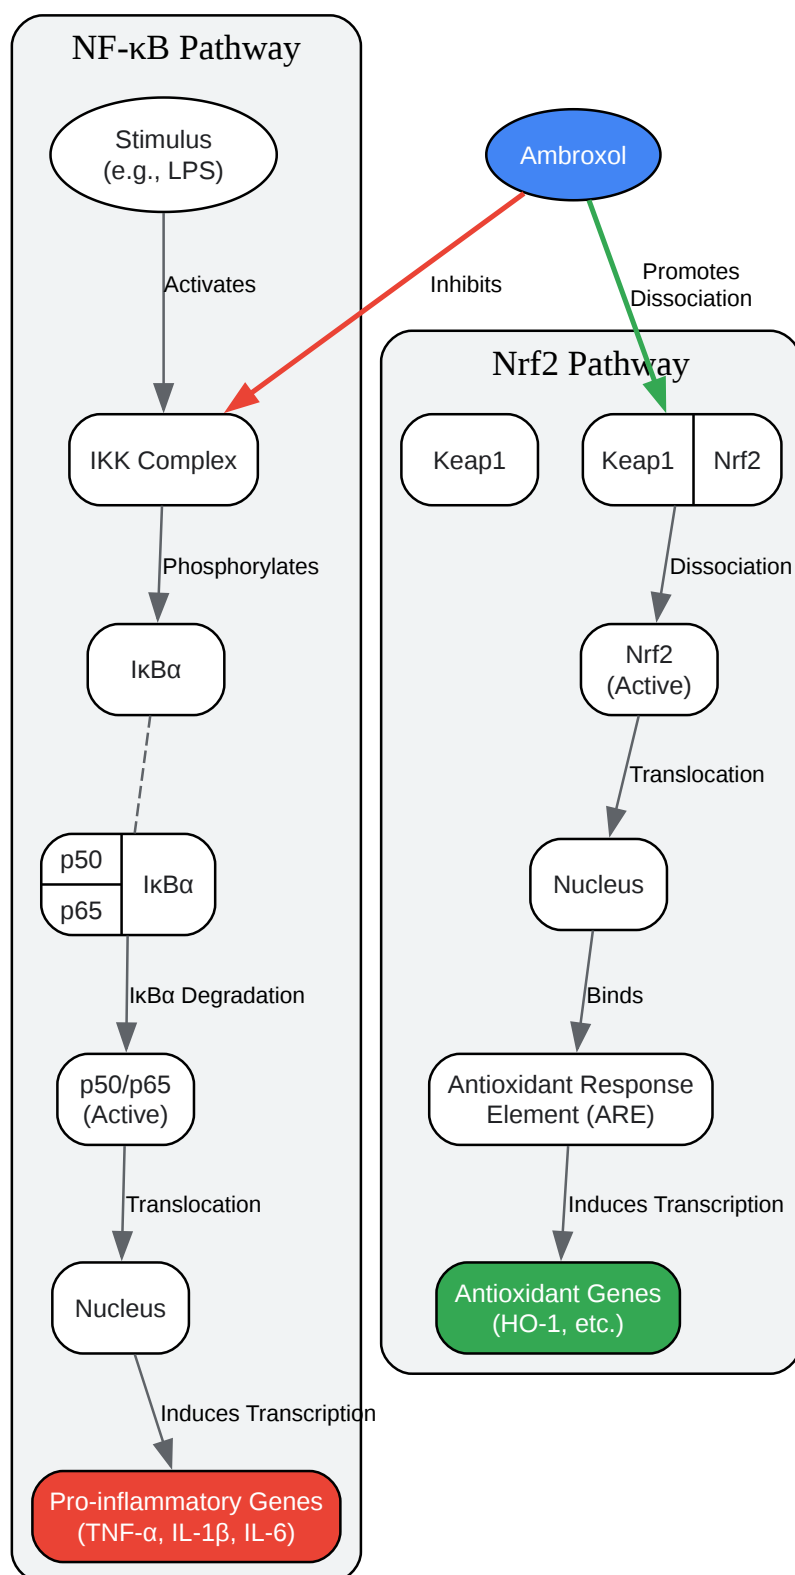 NF-κB Pathway
Stimulus
(e.g., LPS)
Activates
IKK Complex
Phosphorylates
IκBα
p50
p65
IκBα
IκBα Degradation
p50/p65
(Active)
Translocation
Nucleus
Induces Transcription
Pro-inflammatory Genes
(TNF-α, IL-1β, IL-6)
Ambroxol
Inhibits
Promotes
Dissociation
Nrf2 Pathway
Keap1
Keap1
Nrf2
Dissociation
Nrf2
(Active)
Translocation
Nucleus
Binds
Antioxidant Response
Element (ARE)
Induces Transcription
Antioxidant Genes
(HO-1, etc.)